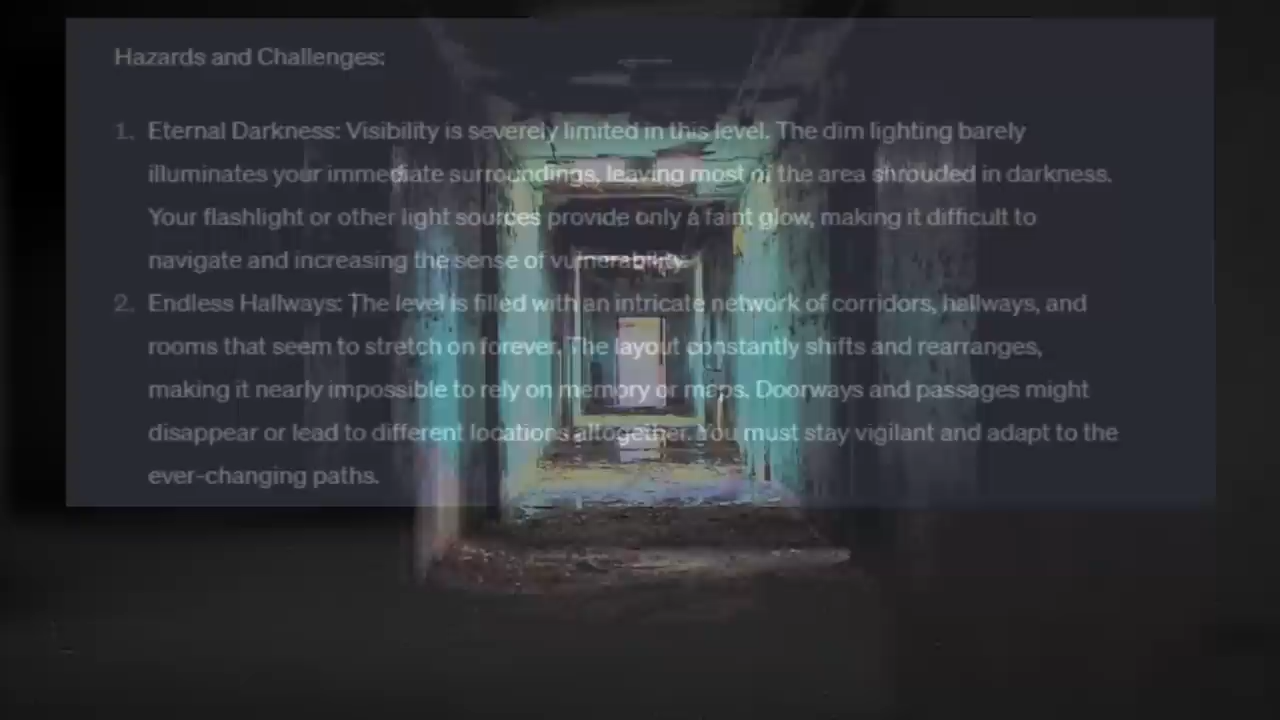 Hazards and Challenges:
1. Eternal Darkness: Visibility is severely limited in this level. The dim lighting barely
illuminates your immediate surroundings, leaving most of the area shrouded in darkness.
Your flashlight or other light sources provide only a faint glow, making it difficult to
navigate and increasing the sense of vulnerability.
2. Endless Hallways: The level is filled with an intricate network of corridors, hallways, and
rooms that seem to stretch on forever. The layout constantly shifts and rearranges,
making it nearly impossible to rely on memory or maps. Doorways and passages might
disappear or lead to different locations altogether. You must stay vigilant and adapt to the
ever-changing paths.